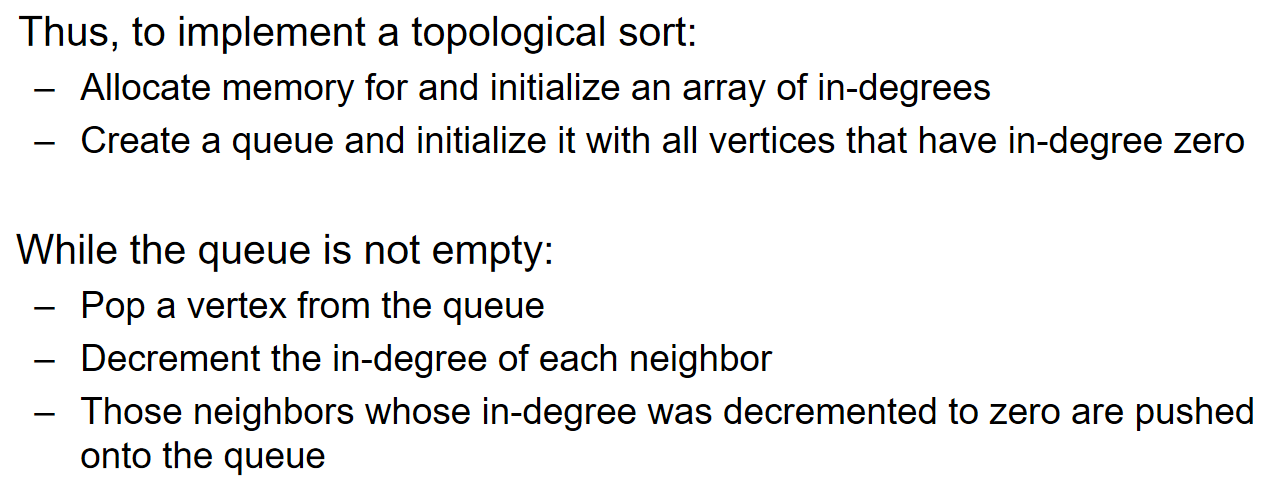 Thus, to implement a topological sort:
– Allocate memory for and initialize an array of in-degrees
– Create a queue and initialize it with all vertices that have in-degree zero
While the queue is not empty:
– Pop a vertex from the queue
– Decrement the in-degree of each neighbor
– Those neighbors whose in-degree was decremented to zero are pushed
onto the queue